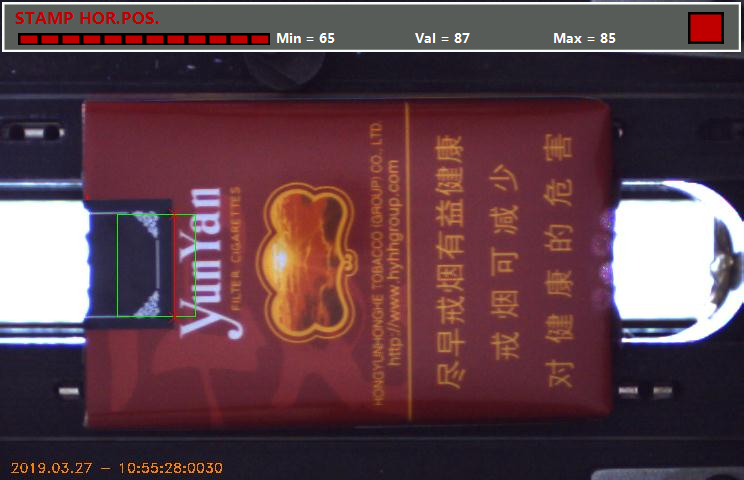 STAMP HOR.POS.
Min = 65 Val = 87 Max = 85
YunYan
FILTER CIGARETTES
HONGYUNHONGHE TOBACCO (GROUP) CO., LTD.
http://www.hyhhgroup.com
尽早戒烟有益健康
戒烟可减少
对健康的危害
2019.03.27 - 10:55:28:0030